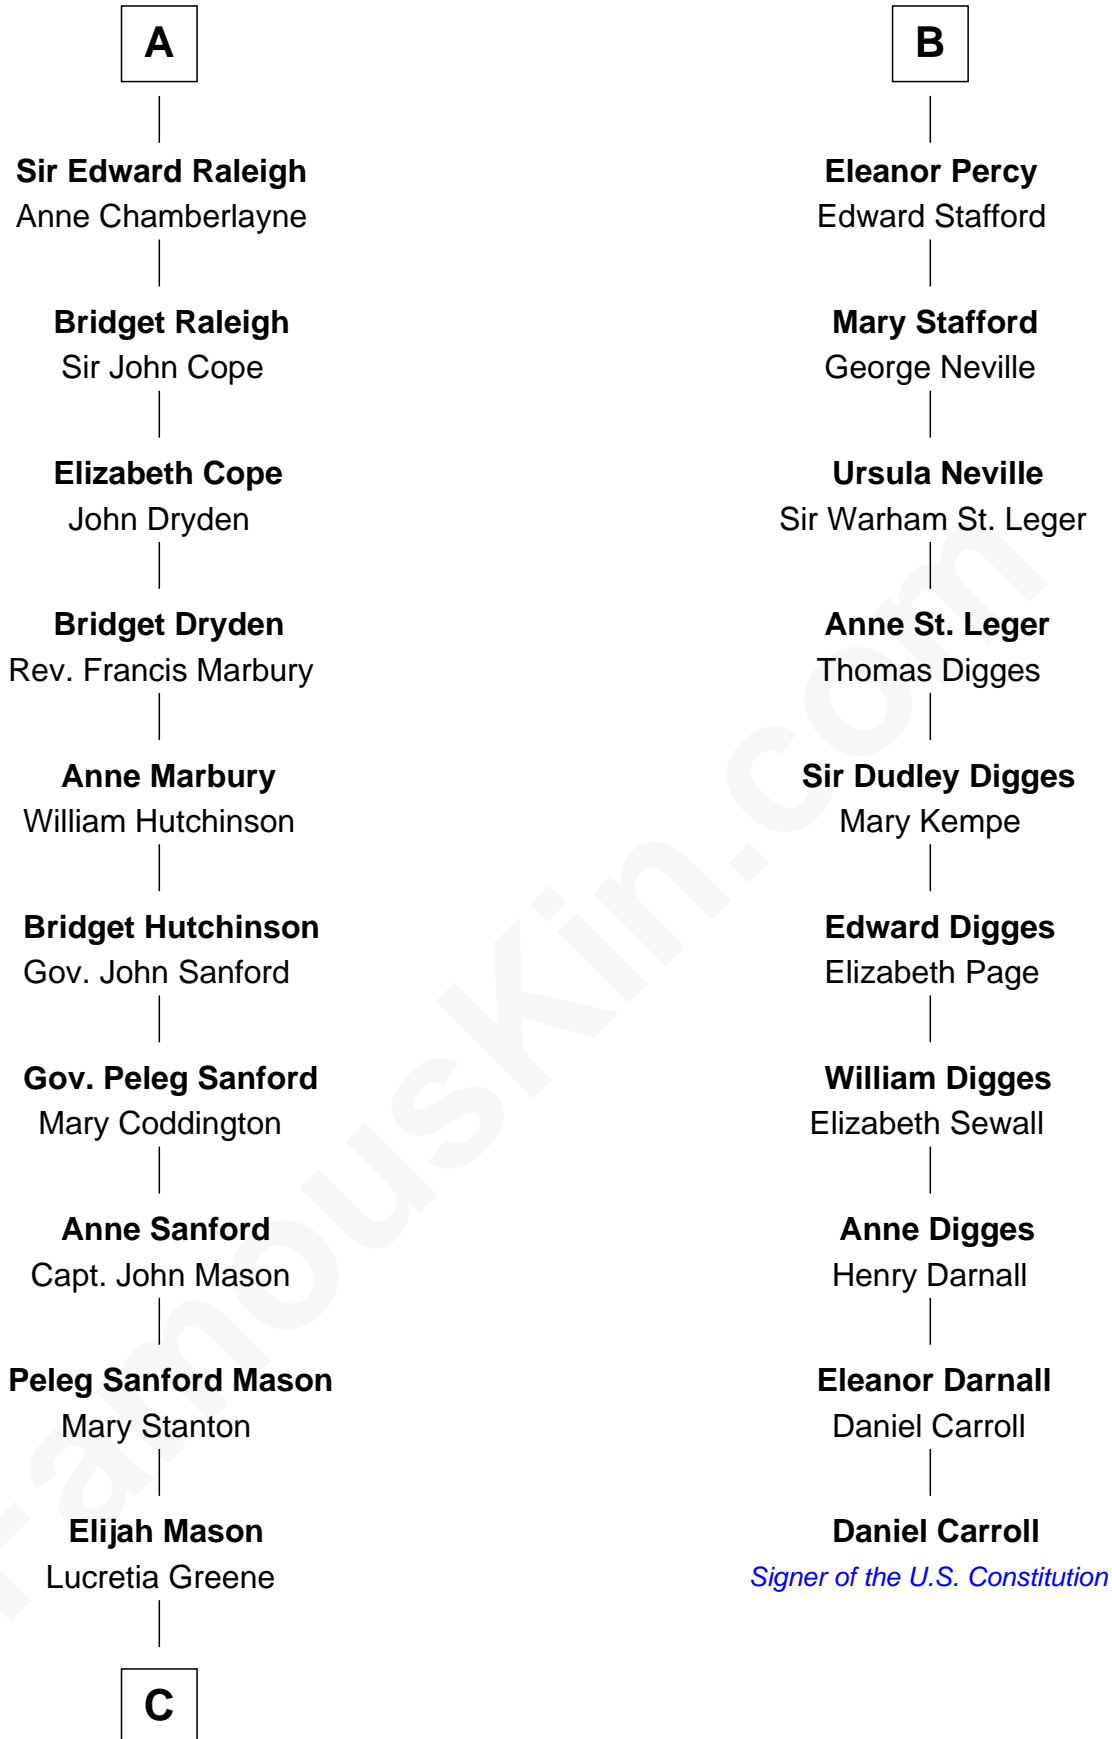 A
Sir Edward Raleigh
Anne Chamberlayne
Bridget Raleigh
Sir John Cope
Elizabeth Cope
John Dryden
Bridget Dryden
Rev. Francis Marbury
Anne Marbury
William Hutchinson
Bridget Hutchinson
Gov. John Sanford
Gov. Peleg Sanford
Mary Coddington
Anne Sanford
Capt. John Mason
Peleg Sanford Mason
Mary Stanton
Elijah Mason
Lucretia Greene
C
B
Eleanor Percy
Edward Stafford
Mary Stafford
George Neville
Ursula Neville
Sir Warham St. Leger
Anne St. Leger
Thomas Digges
Sir Dudley Digges
Mary Kempe
Edward Digges
Elizabeth Page
William Digges
Elizabeth Sewall
Anne Digges
Henry Darnall
Eleanor Darnall
Daniel Carroll
Daniel Carroll
Signer of the U.S. Constitution
FamousKin.com